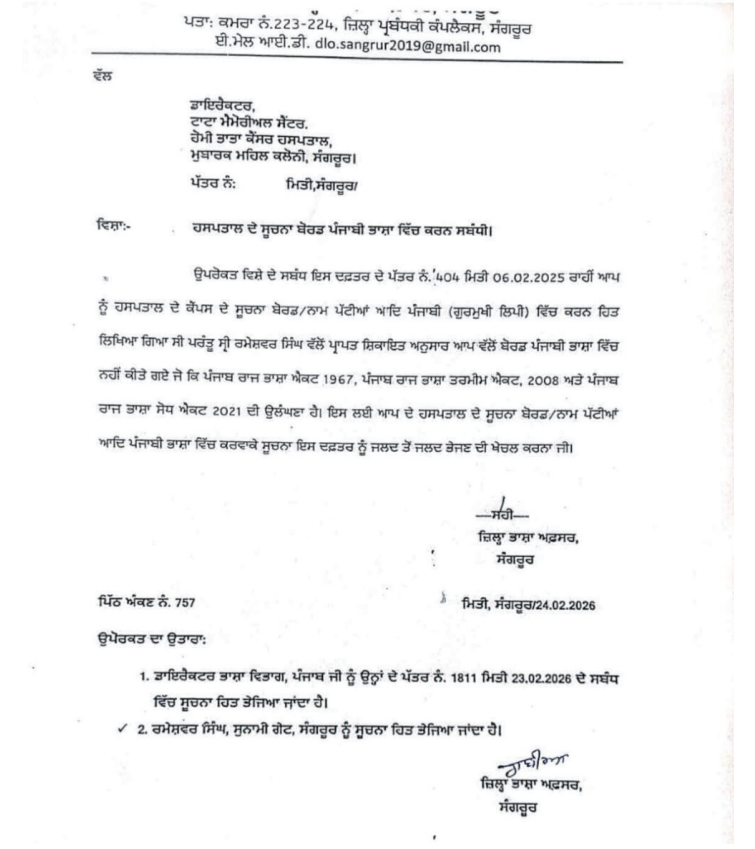 ਪਤਾ: ਕਮਰਾ ਨੰ.223-224, ਜ਼ਿਲ੍ਹਾ ਪ੍ਰਬੰਧਕੀ ਕੰਪਲੈਕਸ, ਸੰਗਰੂਰ
ਈ.ਮੇਲ ਆਈ.ਡੀ. dlo.sangrur2019@gmail.com
ਵੱਲ
ਡਾਇਰੈਕਟਰ,
ਟਾਟਾ ਮੈਮੋਰੀਅਲ ਸੈਂਟਰ.
ਹੋਮੀ ਭਾਭਾ ਕੈਂਸਰ ਹਸਪਤਾਲ,
ਮੁਬਾਰਕ ਮਹਿਲ ਕਲੋਨੀ, ਸੰਗਰੂਰ।
ਪੱਤਰ ਨੰ: ਮਿਤੀ,ਸੰਗਰੂਰ/
ਵਿਸ਼ਾ:- ਹਸਪਤਾਲ ਦੇ ਸੂਚਨਾ ਬੋਰਡ ਪੰਜਾਬੀ ਭਾਸ਼ਾ ਵਿੱਚ ਕਰਨ ਸਬੰਧੀ।
ਉਪਰੋਕਤ ਵਿਸ਼ੇ ਦੇ ਸਬੰਧ ਇਸ ਦਫ਼ਤਰ ਦੇ ਪੱਤਰ ਨੰ. 404 ਮਿਤੀ 06.02.2025 ਰਾਹੀਂ ਆਪ
ਨੂੰ ਹਸਪਤਾਲ ਦੇ ਕੈਂਪਸ ਦੇ ਸੂਚਨਾ ਬੋਰਡ/ਨਾਮ ਪੱਟੀਆਂ ਆਦਿ ਪੰਜਾਬੀ (ਗੁਰਮੁਖੀ ਲਿਪੀ) ਵਿੱਚ ਕਰਨ ਹਿਤ
ਲਿਖਿਆ ਗਿਆ ਸੀ ਪਰੰਤੂ ਸ੍ਰੀ ਰਮੇਸ਼ਵਰ ਸਿੰਘ ਵੱਲੋਂ ਪ੍ਰਾਪਤ ਸ਼ਿਕਾਇਤ ਅਨੁਸਾਰ ਆਪ ਵੱਲੋਂ ਬੋਰਡ ਪੰਜਾਬੀ ਭਾਸ਼ਾ ਵਿੱਚ
ਨਹੀਂ ਕੀਤੇ ਗਏ ਜੋ ਕਿ ਪੰਜਾਬ ਰਾਜ ਭਾਸ਼ਾ ਐਕਟ 1967, ਪੰਜਾਬ ਰਾਜ ਭਾਸ਼ਾ ਤਰਮੀਮ ਐਕਟ, 2008 ਅਤੇ ਪੰਜਾਬ
ਰਾਜ ਭਾਸ਼ਾ ਸੋਧ ਐਕਟ 2021 ਦੀ ਉਲੰਘਣਾ ਹੈ। ਇਸ ਲਈ ਆਪ ਦੇ ਹਸਪਤਾਲ ਦੇ ਸੂਚਨਾ ਬੋਰਡ/ਨਾਮ ਪੱਟੀਆਂ
ਆਦਿ ਪੰਜਾਬੀ ਭਾਸ਼ਾ ਵਿੱਚ ਕਰਵਾਕੇ ਸੂਚਨਾ ਇਸ ਦਫ਼ਤਰ ਨੂੰ ਜਲਦ ਤੋਂ ਜਲਦ ਭੇਜਣ ਦੀ ਖੇਚਲ ਕਰਨਾ ਜੀ।
—ਸਹੀ—
ਜ਼ਿਲ੍ਹਾ ਭਾਸ਼ਾ ਅਫ਼ਸਰ,
ਸੰਗਰੂਰ
ਪਿੱਠ ਅੰਕਣ ਨੰ. 757 ਮਿਤੀ, ਸੰਗਰੂਰ/24.02.2026
ਉਪੋਰਕਤ ਦਾ ਉਤਾਰਾ:
1. ਡਾਇਰੈਕਟਰ ਭਾਸ਼ਾ ਵਿਭਾਗ, ਪੰਜਾਬ ਜੀ ਨੂੰ ਉਨ੍ਹਾਂ ਦੇ ਪੱਤਰ ਨੰ. 1811 ਮਿਤੀ 23.02.2026 ਦੇ ਸਬੰਧ
ਵਿੱਚ ਸੂਚਨਾ ਹਿਤ ਭੇਜਿਆ ਜਾਂਦਾ ਹੈ।
✓ 2. ਰਮੇਸ਼ਵਰ ਸਿੰਘ, ਸੁਨਾਮੀ ਗੇਟ, ਸੰਗਰੂਰ ਨੂੰ ਸੂਚਨਾ ਹਿਤ ਭੇਜਿਆ ਜਾਂਦਾ ਹੈ।
ਜ਼ਿਲ੍ਹਾ ਭਾਸ਼ਾ ਅਫ਼ਸਰ,
ਸੰਗਰੂਰ